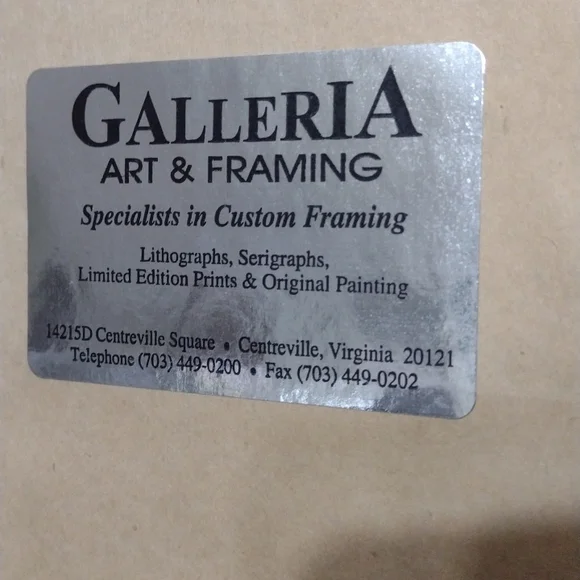 GALLERIA
ART & FRAMING
Specialists in Custom Framing
Lithographs, Serigraphs,
Limited Edition Prints & Original Painting
14215D Centreville Square • Centreville, Virginia 20121
Telephone (703) 449-0200 • Fax (703) 449-0202